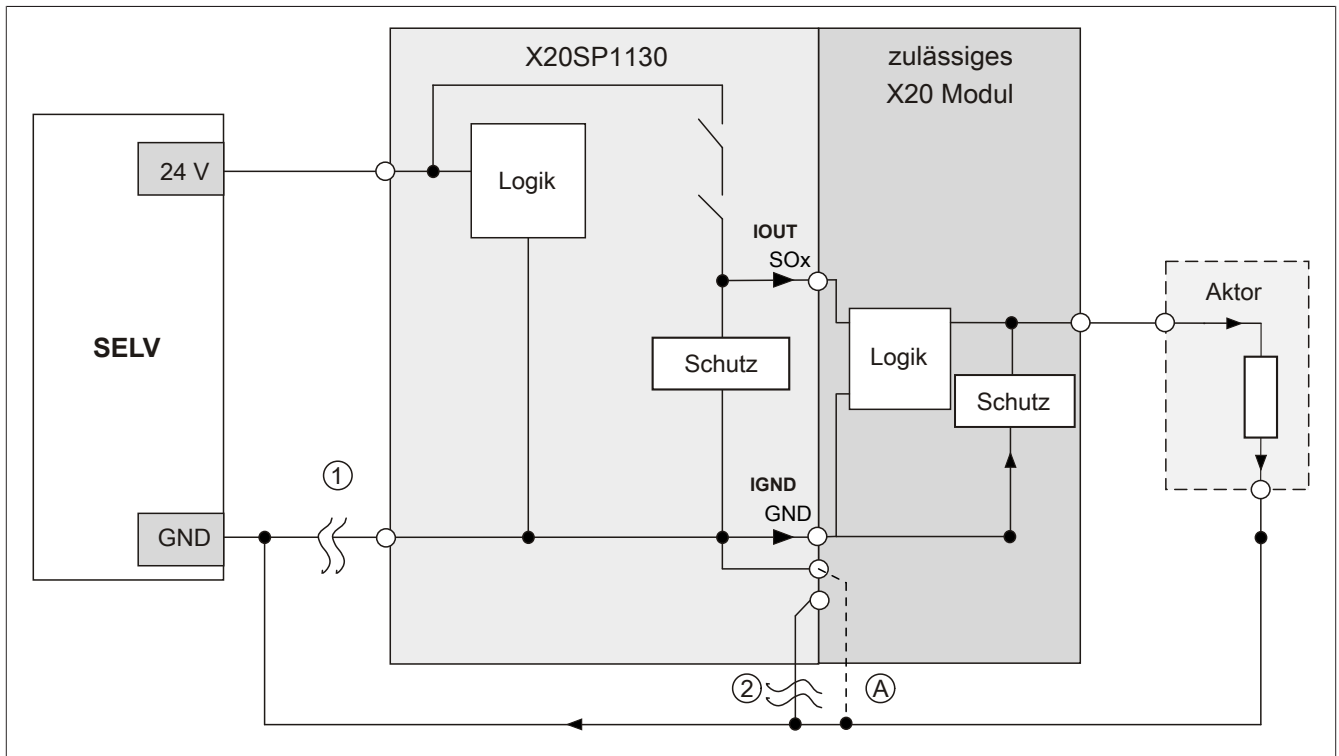 X20SP1130
zulässiges
X20 Modul
24 V
Logik
SELV
IOUT
SOx
Aktor
Schutz
Logik
Schutz
1
IGND
GND
GND
2
A